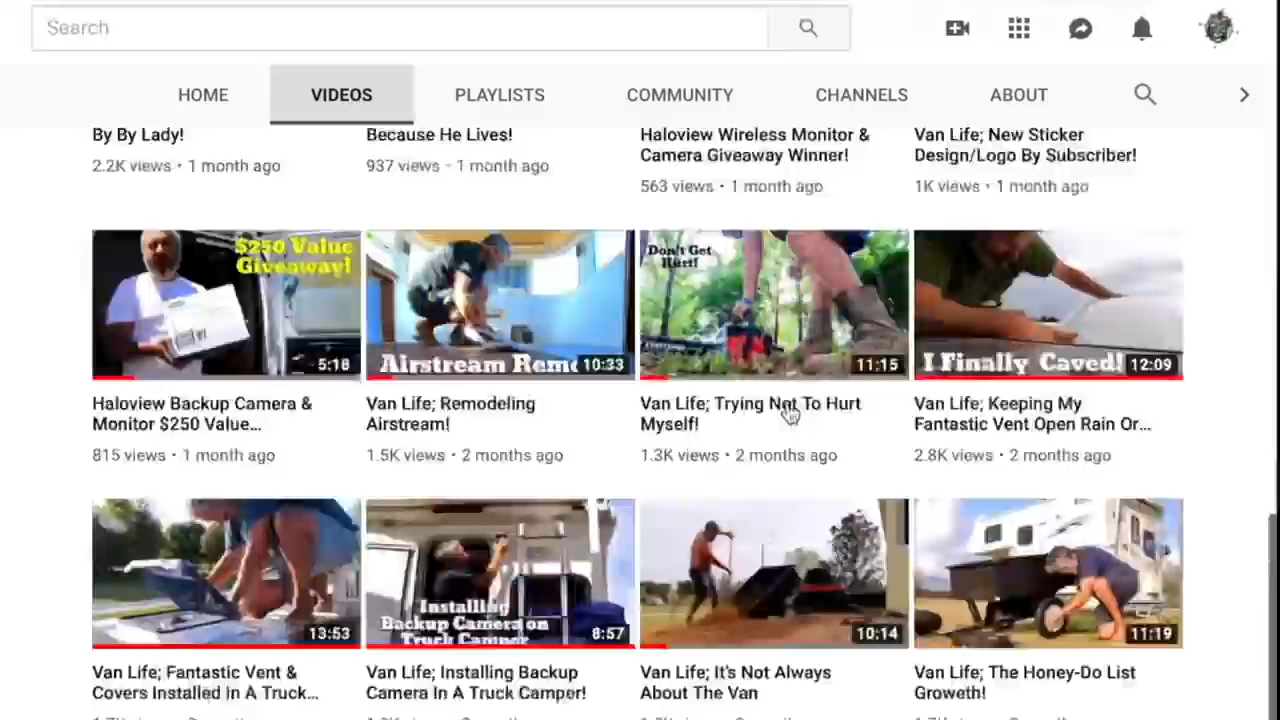 Search
HOME
VIDEOS
PLAYLISTS
COMMUNITY
CHANNELS
ABOUT
By By Lady!
2.2K views • 1 month ago
Because He Lives!
937 views • 1 month ago
Haloview Wireless Monitor &
Camera Giveaway Winner!
563 views • 1 month ago
Van Life; New Sticker
Design/Logo By Subscriber!
1K views • 1 month ago
$250 Value
Giveaway!
5:18
Haloview Backup Camera &
Monitor $250 Value...
815 views • 1 month ago
Airstream Remo
10:33
Van Life; Remodeling
Airstream!
1.5K views • 2 months ago
Don't Get
Hurt!
11:15
Van Life; Trying Not To Hurt
Myself!
1.3K views • 2 months ago
I Finally Caved!
12:09
Van Life; Keeping My
Fantastic Vent Open Rain Or...
2.8K views • 2 months ago
13:53
Van Life; Fantastic Vent &
Covers Installed In A Truck...
Installing
Backup Camera on
Truck Camper
8:57
Van Life; Installing Backup
Camera In A Truck Camper!
10:14
Van Life; It's Not Always
About The Van
11:19
Van Life; The Honey-Do List
Groweth!